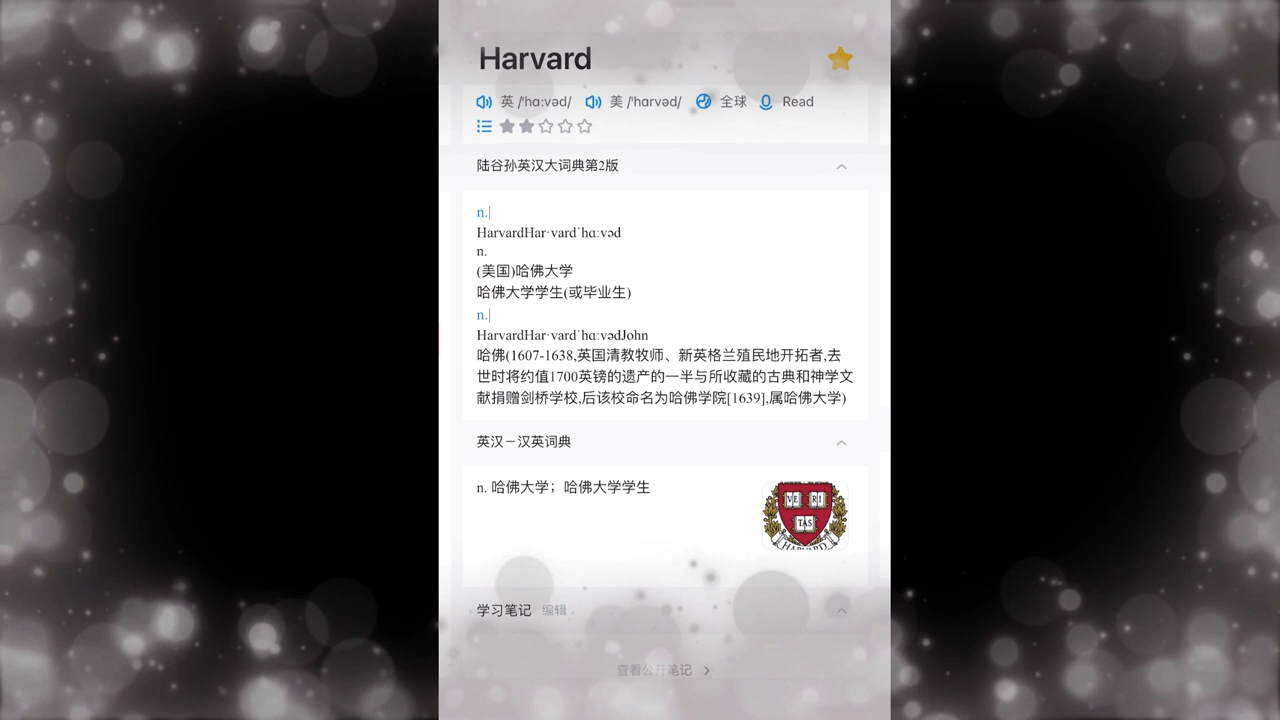 Harvard
英 /'hɑːvəd/ 美 /'hɑrvəd/ 全球 Read
陆谷孙英汉大词典第2版
n.|
HarvardHar·vardˈhɑːvəd
n.
(美国)哈佛大学
哈佛大学学生(或毕业生)
n.|
HarvardHar·vardˈhɑːvədJohn
哈佛(1607-1638,英国清教牧师、新英格兰殖民地开拓者,去
世时将约值1700英镑的遗产的一半与所收藏的古典和神学文
献捐赠剑桥学校,后该校命名为哈佛学院[1639],属哈佛大学)
英汉－汉英词典
n. 哈佛大学；哈佛大学学生
VE RI
TAS
HARVARD
学习笔记 编辑
查看公开笔记